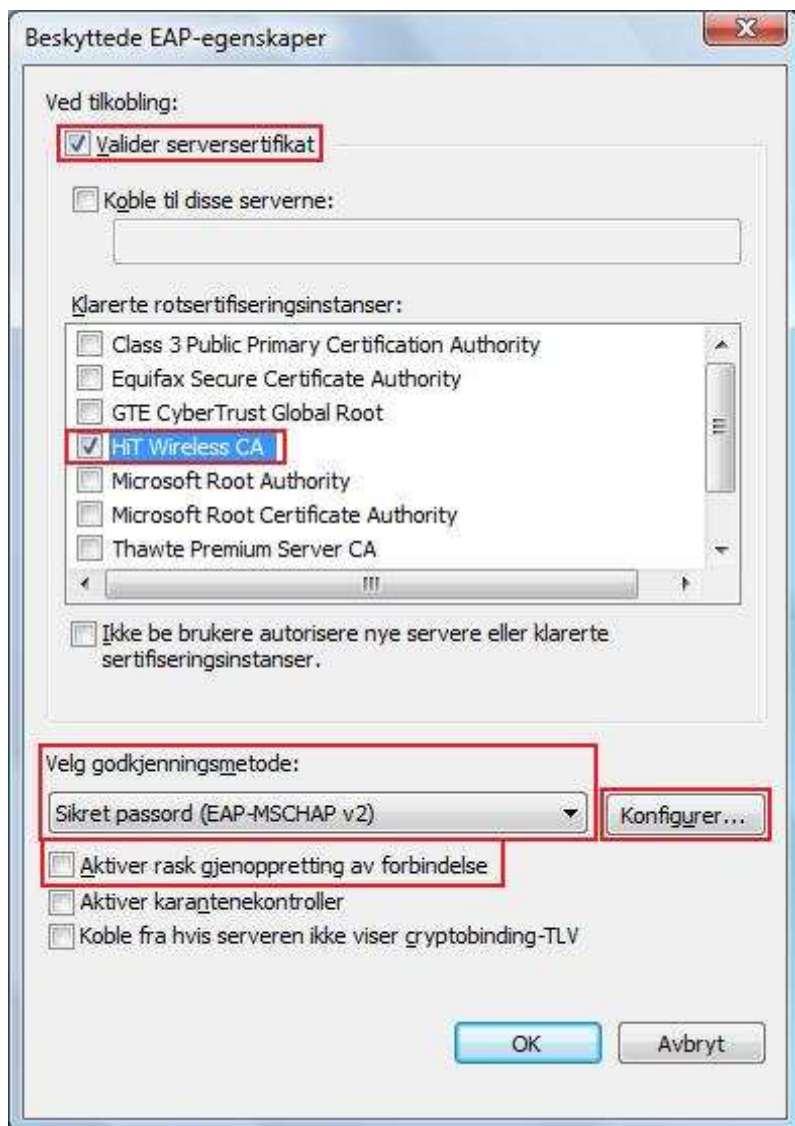 Beskyttede EAP-egenskaper
Ved tilkobling:
Valider serversertifikat
Koble til disse serverne:
Klarerte rotsertifiseringsinstanser:
Class 3 Public Primary Certification Authority
Equifax Secure Certificate Authority
GTE CyberTrust Global Root
HiT Wireless CA
Microsoft Root Authority
Microsoft Root Certificate Authority
Thawte Premium Server CA
Ikke be brukere autorisere nye servere eller klarerte
sertifiseringsinstanser.
Velg godkjenningsmetode:
Sikret passord (EAP-MSCHAP v2)
Konfigurer...
Aktiver rask gjenoppretting av forbindelse
Aktiver karantenekontroller
Koble fra hvis serveren ikke viser cryptobinding-TLV
OK
Avbryt